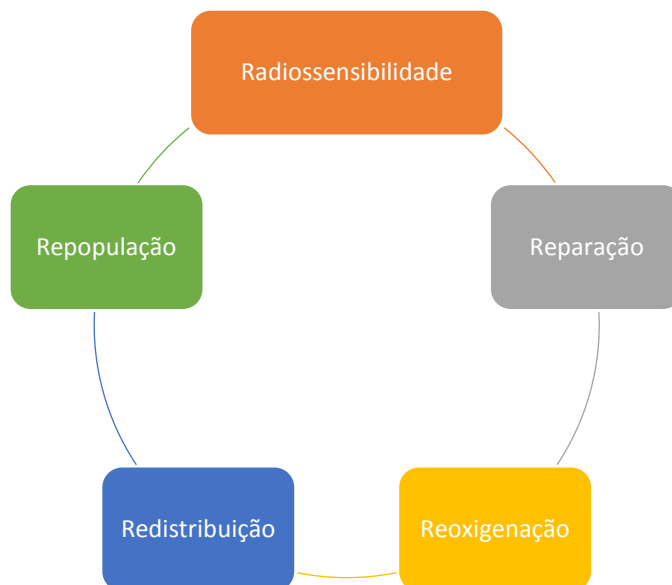 Radiossensibilidade
Repopulação
Reparação
Redistribuição
Reoxigenação